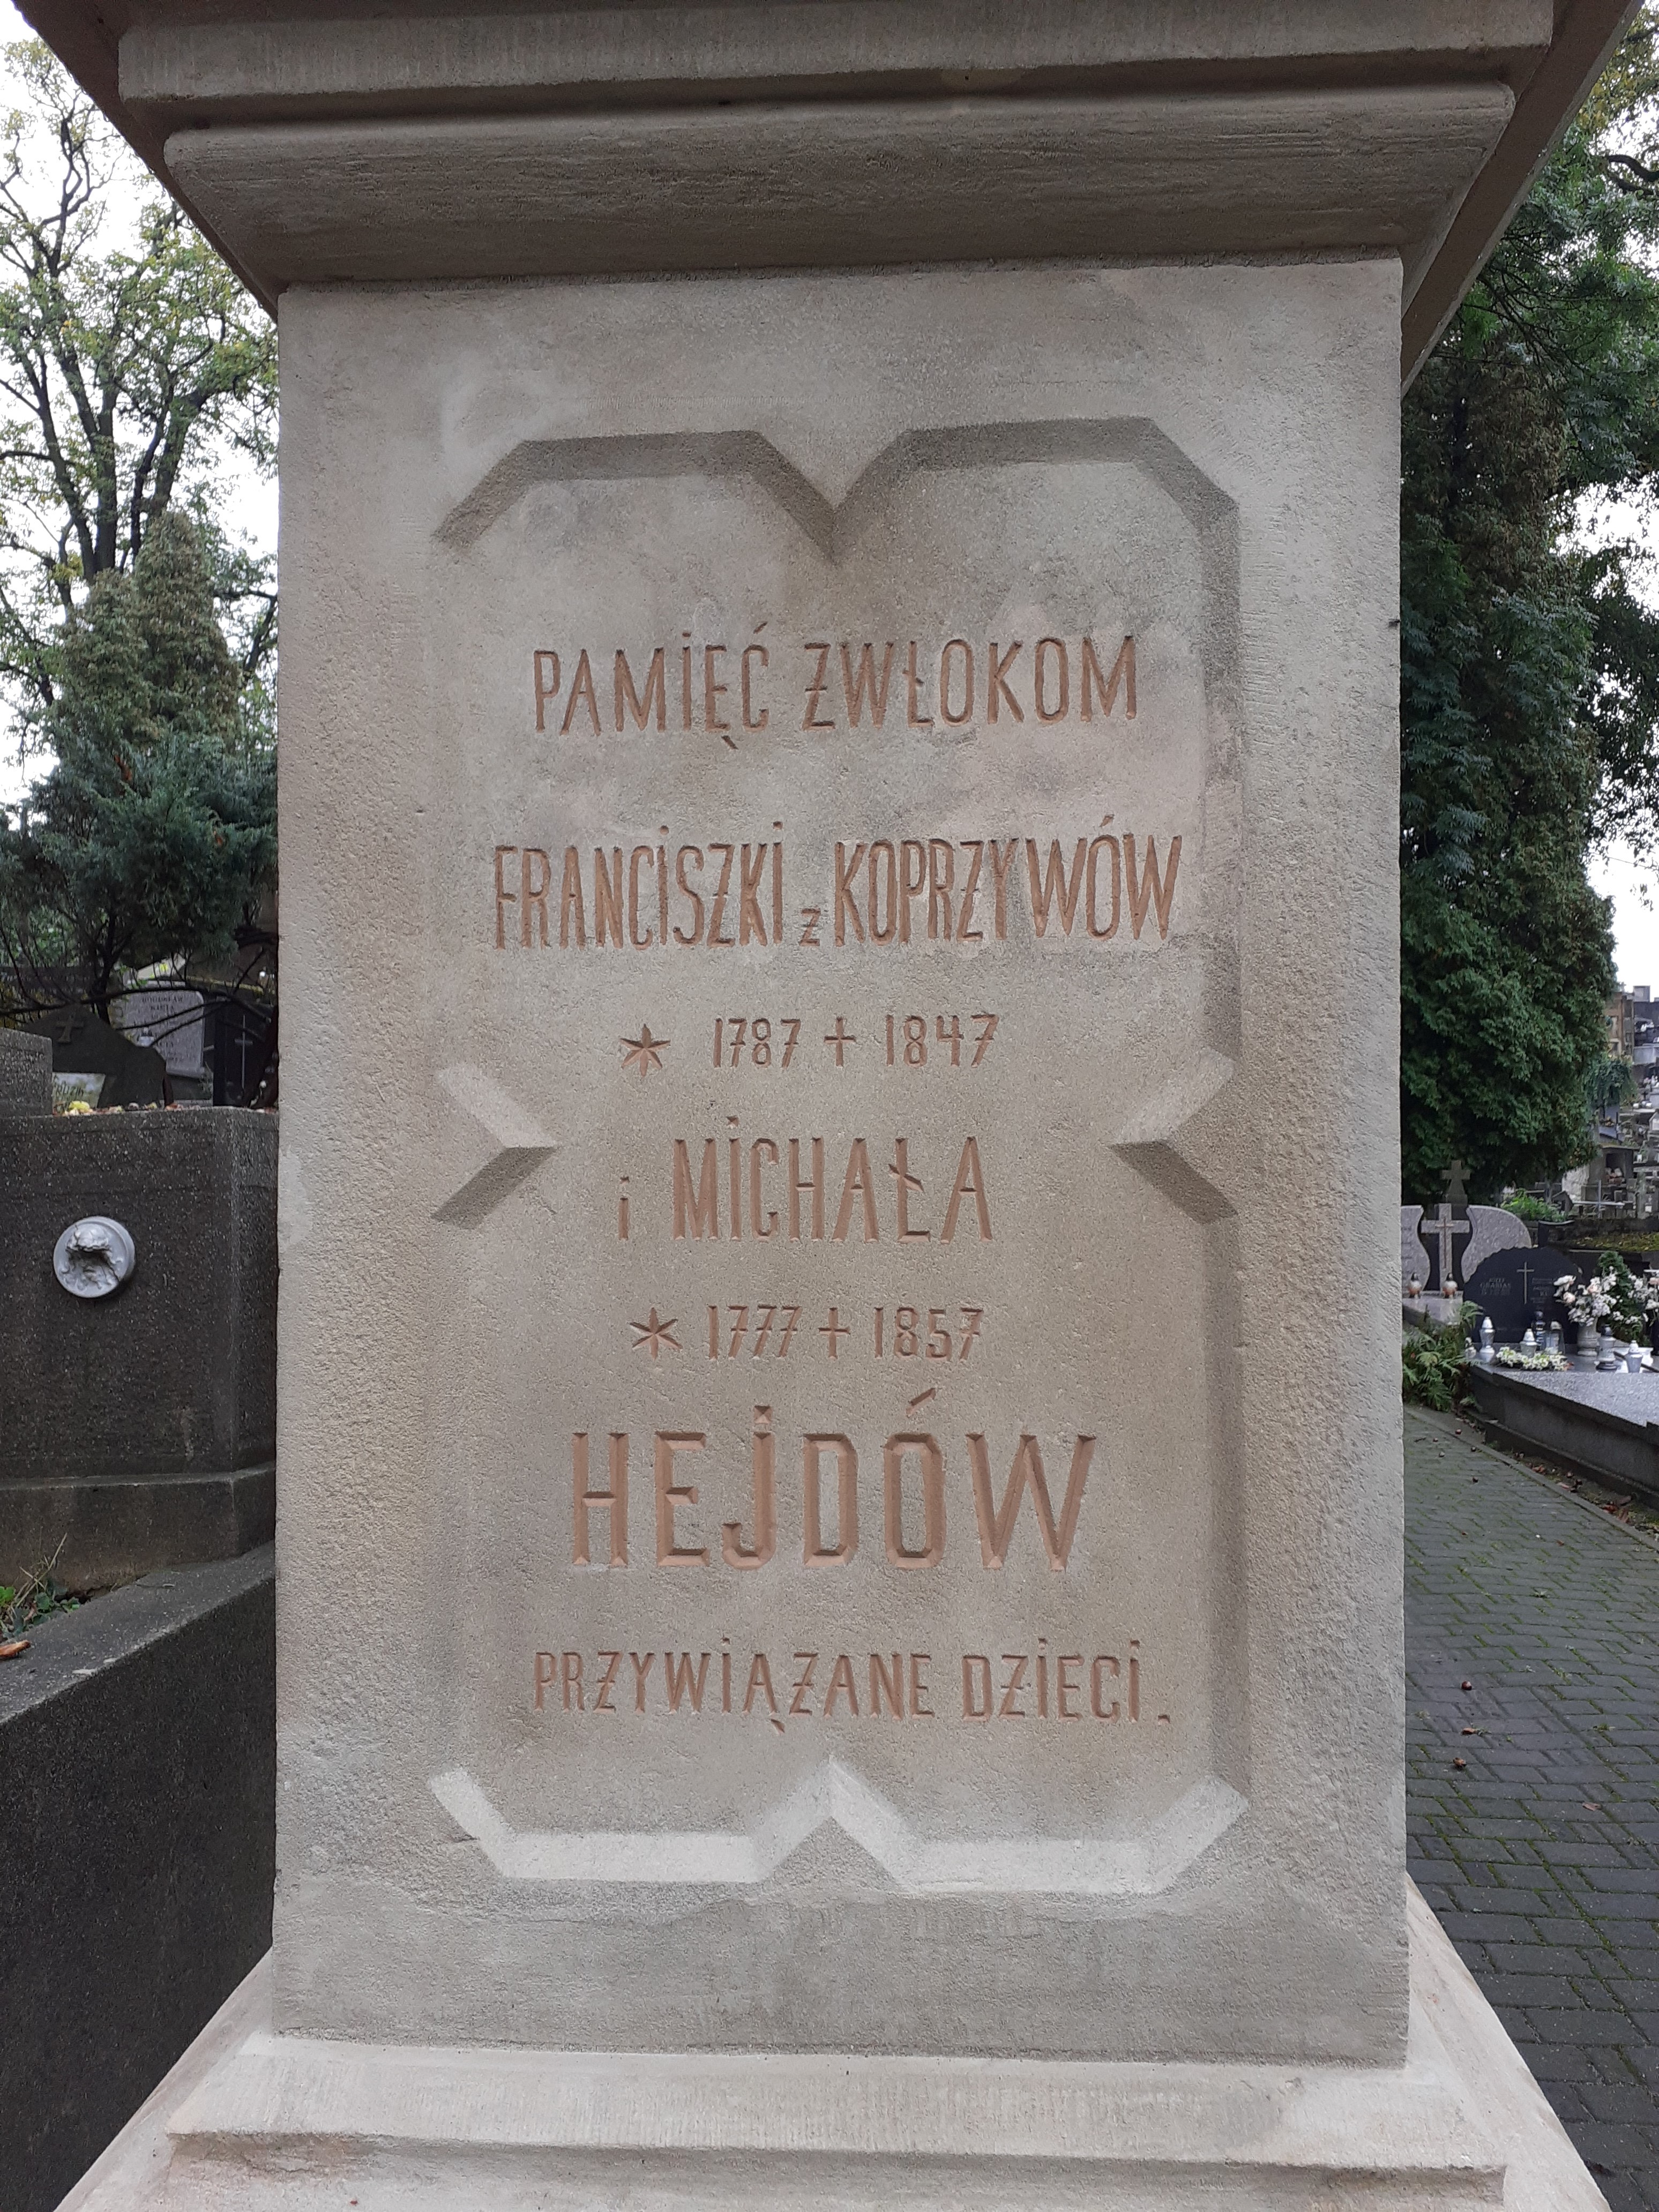 PAMIĘĆ ZWŁOKOM
FRANCISZKI z KOPRZYWÓW
* 1787 + 1847
i MICHAŁA
* 1777 + 1857
HEJDÓW
PRZYWIĄZANE DZIECI.